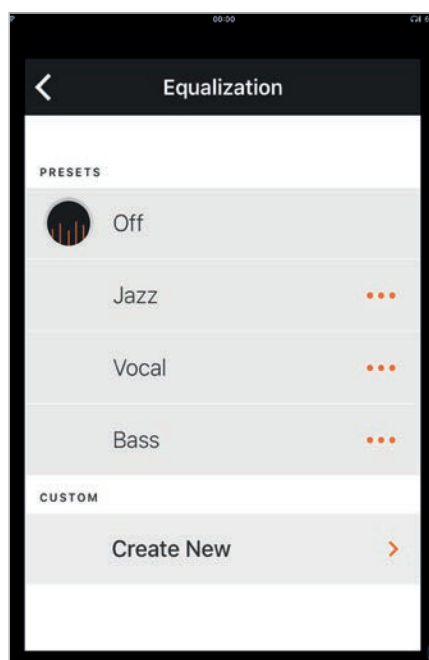 00:00
Equalization
PRESETS
Off
Jazz
Vocal
Bass
CUSTOM
Create New